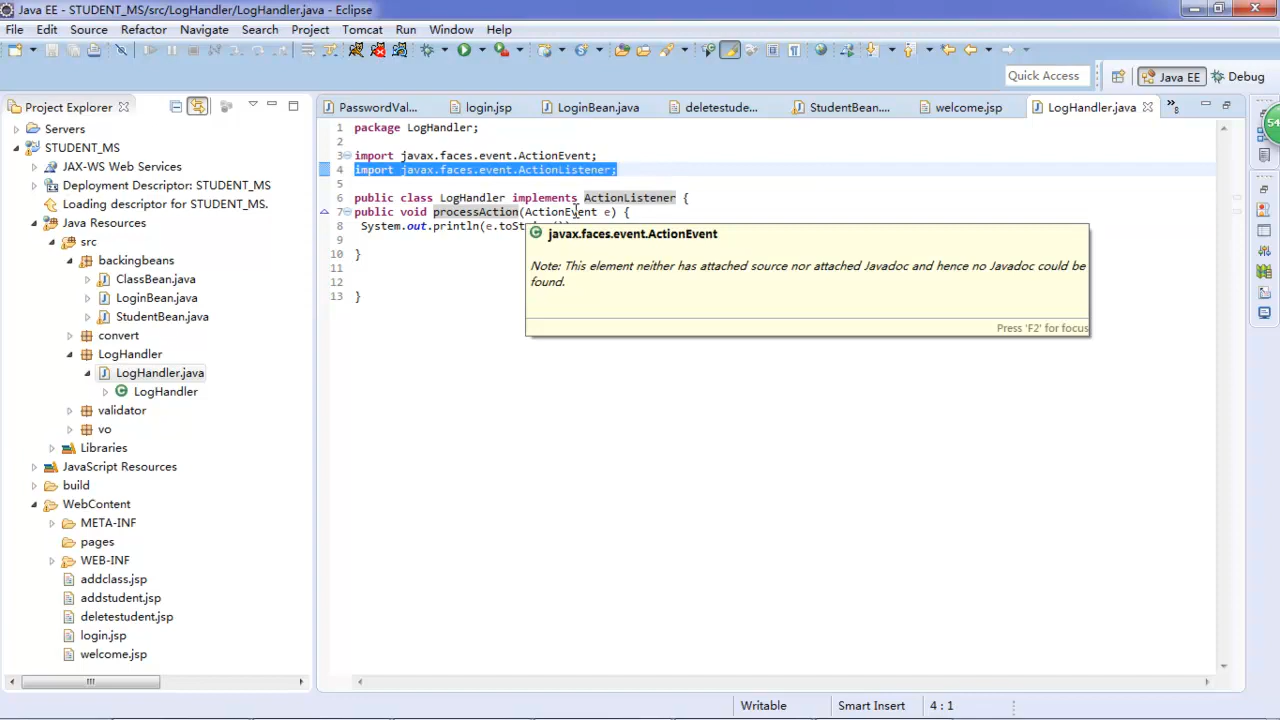 Java EE - STUDENT_MS/src/LogHandler/LogHandler.java - Eclipse
File Edit Source Refactor Navigate Search Project Tomcat Run Window Help
Quick Access
Java EE
Debug
Project Explorer
PasswordVal...
login.jsp
LoginBean.java
deletestude...
StudentBean....
welcome.jsp
LogHandler.java
»8
54
Servers
STUDENT_MS
JAX-WS Web Services
Deployment Descriptor: STUDENT_MS
Loading descriptor for STUDENT_MS.
Java Resources
src
backingbeans
ClassBean.java
LoginBean.java
StudentBean.java
convert
LogHandler
LogHandler.java
LogHandler
validator
vo
Libraries
JavaScript Resources
build
WebContent
META-INF
pages
WEB-INF
addclass.jsp
addstudent.jsp
deletestudent.jsp
login.jsp
welcome.jsp
1 package LogHandler;
2
3 import javax.faces.event.ActionEvent;
4 import javax.faces.event.ActionListener;
5
6 public class LogHandler implements ActionListener {
7 public void processAction(ActionEvent e) {
8 System.out.println(e.toSt
9
10 }
11
12
13 }
javax.faces.event.ActionEvent
Note: This element neither has attached source nor attached Javadoc and hence no Javadoc could be
found.
Press 'F2' for focus
Writable
Smart Insert
4 : 1